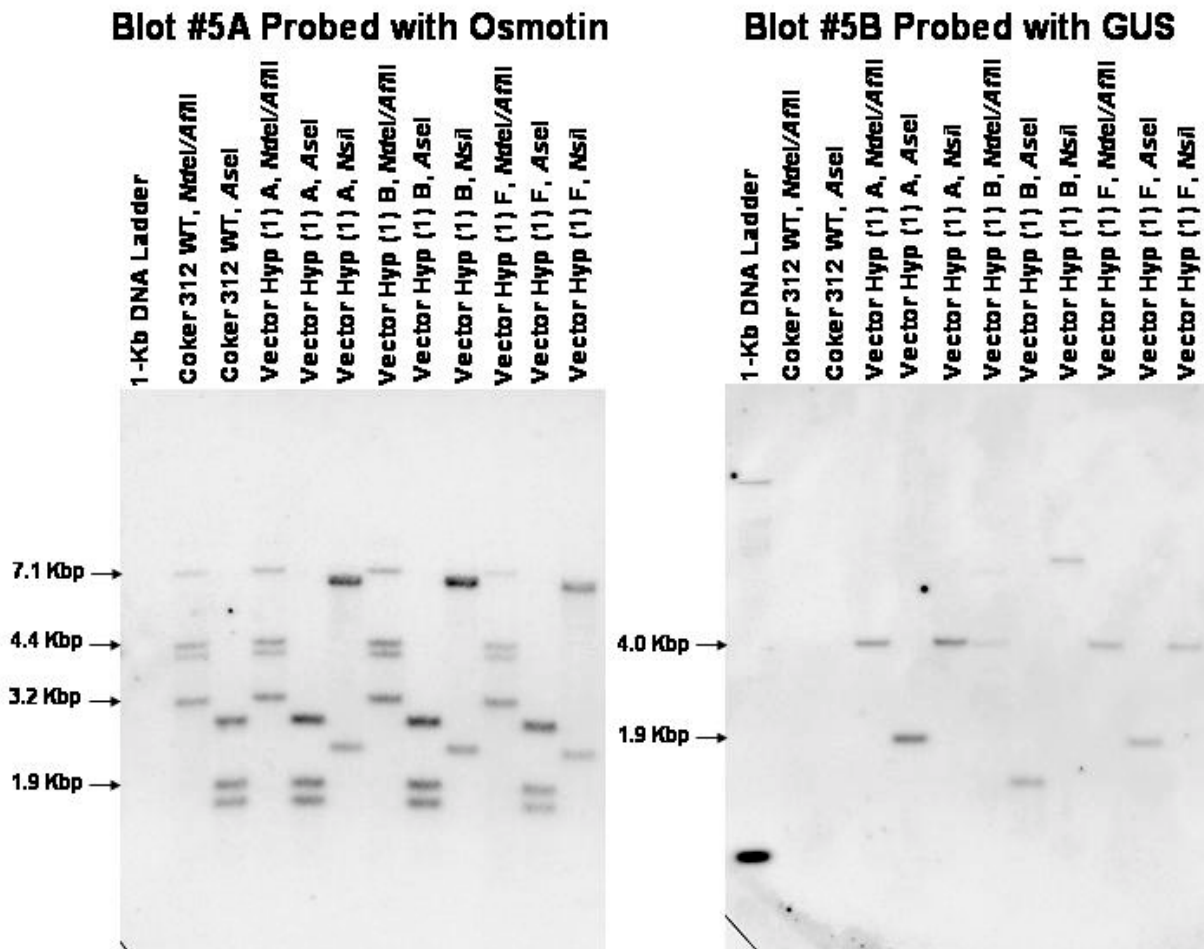 Blot #5A Probed with Osmotin
1-Kb DNA Ladder
Coker 312 WT, NdeI/AflII
Coker 312 WT, AseI
Vector Hyp (1) A, NdeI/AflII
Vector Hyp (1) A, AseI
Vector Hyp (1) A, NsiI
Vector Hyp (1) B, NdeI/AflII
Vector Hyp (1) B, AseI
Vector Hyp (1) B, NsiI
Vector Hyp (1) F, NdeI/AflII
Vector Hyp (1) F, AseI
Vector Hyp (1) F, NsiI
7.1 Kbp
4.4 Kbp
3.2 Kbp
1.9 Kbp
Blot #5B Probed with GUS
1-Kb DNA Ladder
Coker 312 WT, NdeI/AflII
Coker 312 WT, AseI
Vector Hyp (1) A, NdeI/AflII
Vector Hyp (1) A, AseI
Vector Hyp (1) A, NsiI
Vector Hyp (1) B, NdeI/AflII
Vector Hyp (1) B, AseI
Vector Hyp (1) B, NsiI
Vector Hyp (1) F, NdeI/AflII
Vector Hyp (1) F, AseI
Vector Hyp (1) F, NsiI
4.0 Kbp
1.9 Kbp